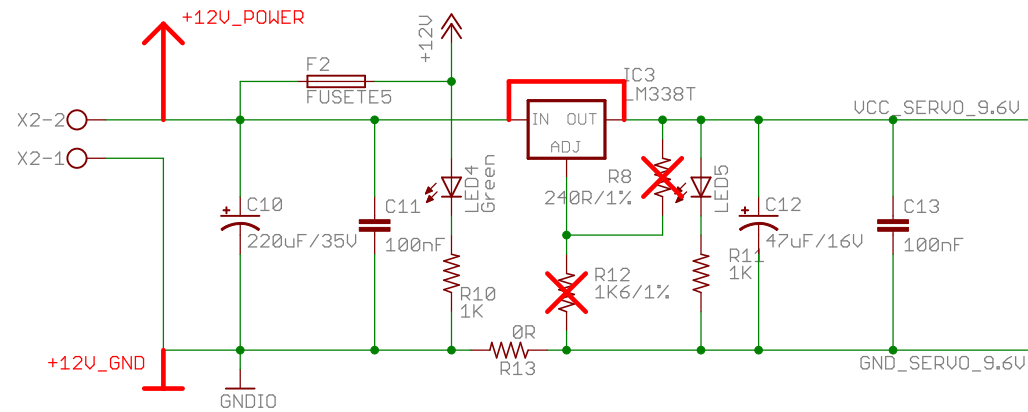 +12V_POWER
+12V
F2
FUSETE5
IC3
LM338T
X2-2
X2-1
IN OUT
ADJ
VCC_SERVO_9.6V
C10
220uF/35V
C11
100nF
LED4
Green
R8
240R/1%
LED5
C12
47uF/16V
C13
100nF
R10
1K
R12
1K6/1%
R11
1K
0R
R13
+12V_GND
GNDIO
GND_SERVO_9.6V